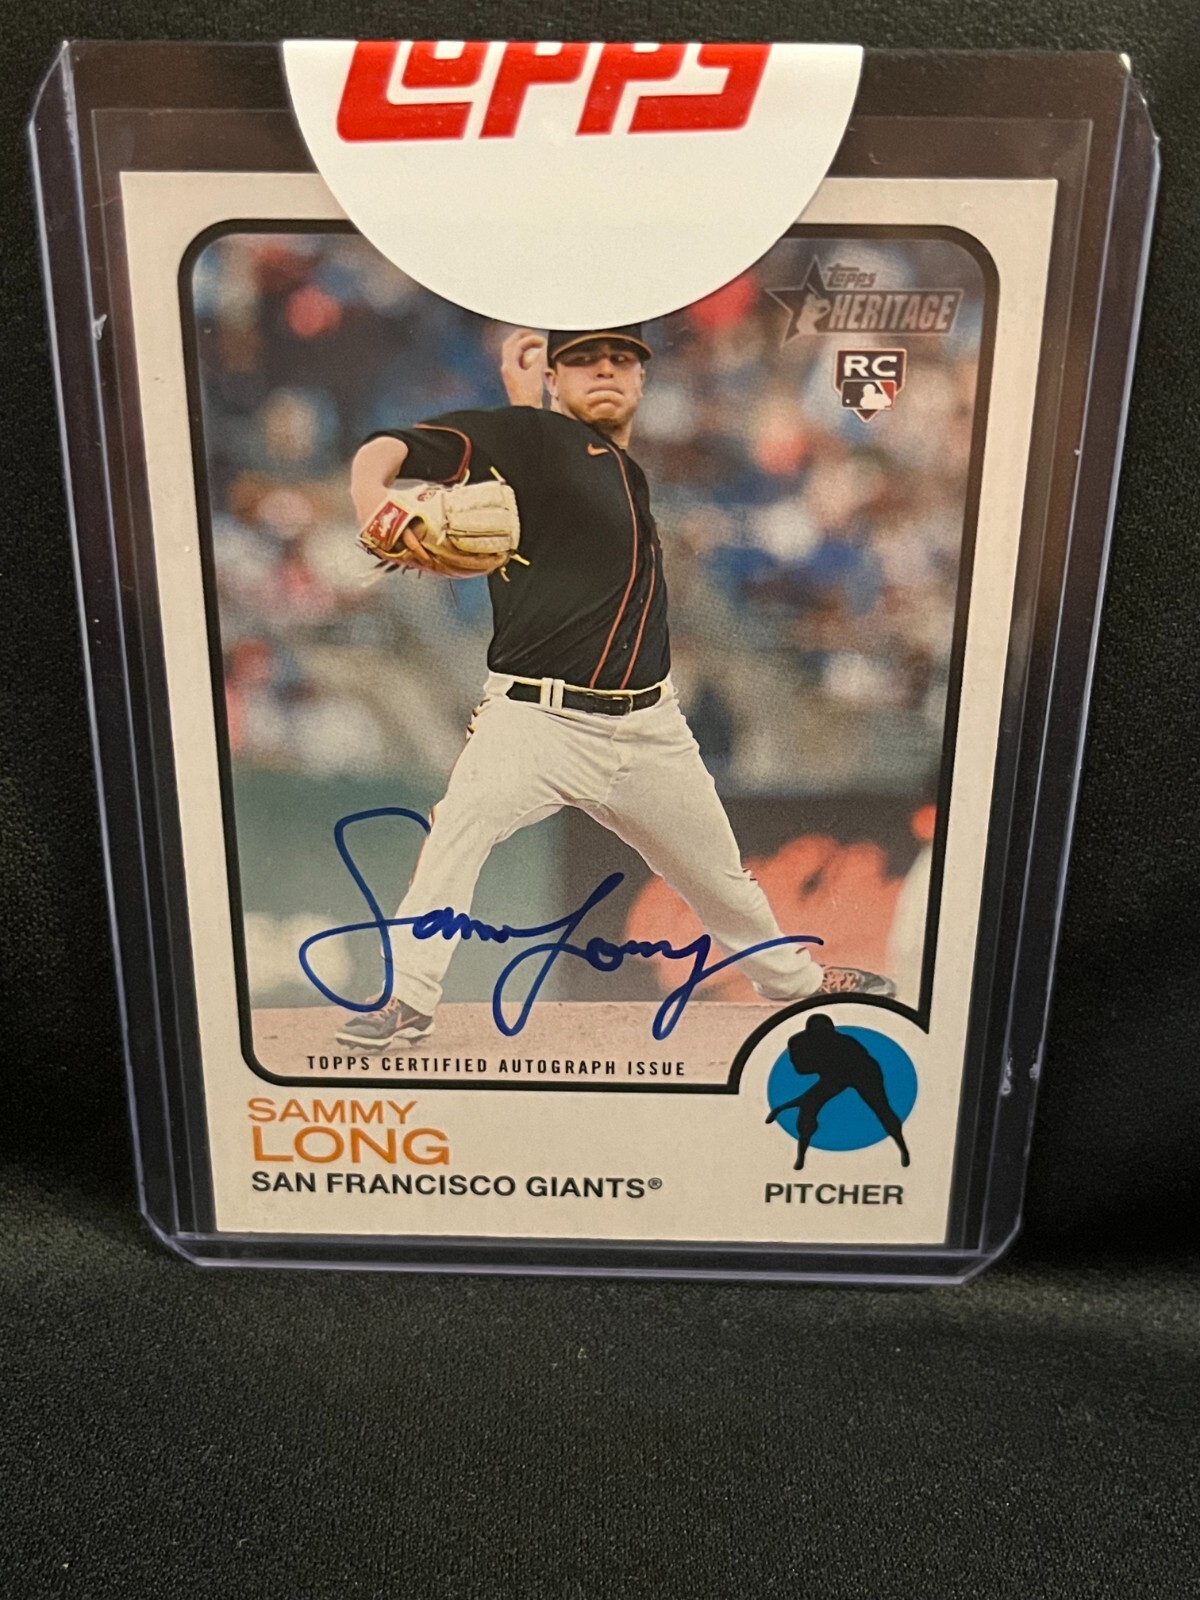 Topps
Topps
HERITAGE
RC
Sammy Long
TOPPS CERTIFIED AUTOGRAPH ISSUE
SAMMY
LONG
SAN FRANCISCO GIANTS®
PITCHER